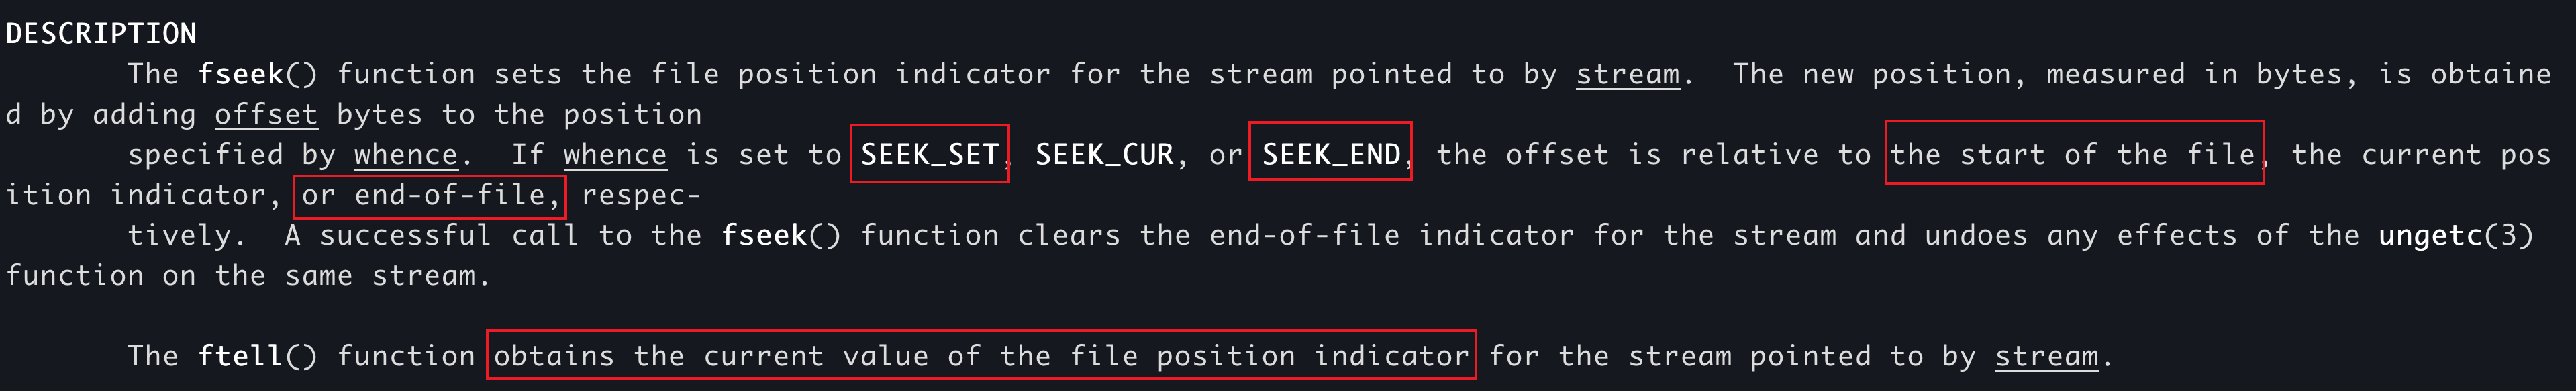 DESCRIPTION
The fseek() function sets the file position indicator for the stream pointed to by stream.  The new position, measured in bytes, is obtaine
d by adding offset bytes to the position
specified by whence.  If whence is set to SEEK_SET, SEEK_CUR, or SEEK_END, the offset is relative to the start of the file, the current pos
ition indicator, or end-of-file, respec-
tively.  A successful call to the fseek() function clears the end-of-file indicator for the stream and undoes any effects of the ungetc(3)
function on the same stream.
The ftell() function obtains the current value of the file position indicator for the stream pointed to by stream.